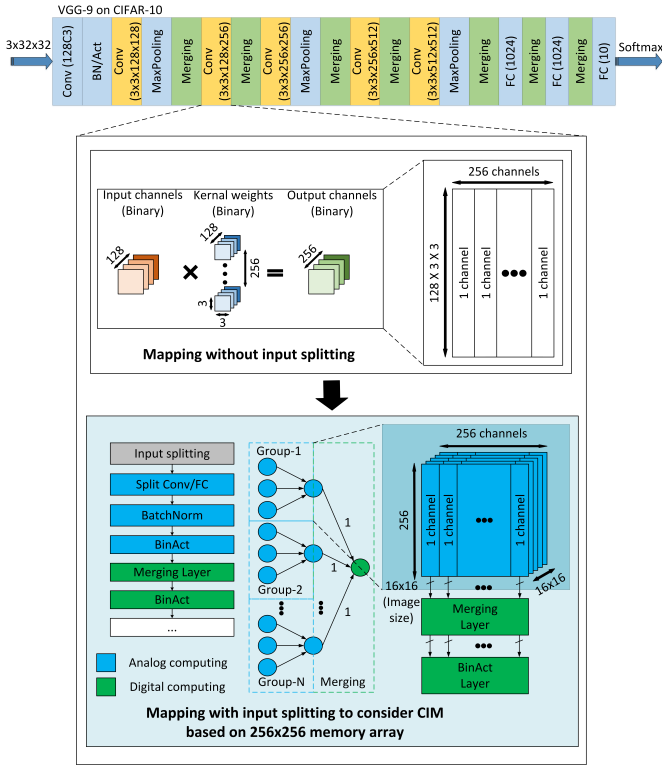 VGG-9 on CIFAR-10
3x32x32
Conv (128C3)
BN/Act
Conv
(3x3x128x128)
MaxPooling
Merging
Conv
(3x3x128x256)
Merging
Conv
(3x3x256x256)
MaxPooling
Merging
Conv
(3x3x256x512)
Merging
Conv
(3x3x512x512)
MaxPooling
Merging
FC (1024)
Merging
FC (1024)
Merging
FC (10)
Softmax
Input channels
(Binary)
Kernal weights
(Binary)
Output channels
(Binary)
128
128
256
3
3
256
256 channels
128 X 3 X 3
1 channel
1 channel
1 channel
Mapping without input splitting
Input splitting
Split Conv/FC
BatchNorm
BinAct
Merging Layer
BinAct
...
Analog computing
Digital computing
Group-1
Group-2
Group-N
Merging
1
1
1
16x16
(Image
size)
256 channels
256
1 channel
1 channel
1 channel
16x16
Merging
Layer
BinAct
Layer
Mapping with input splitting to consider CIM
based on 256x256 memory array